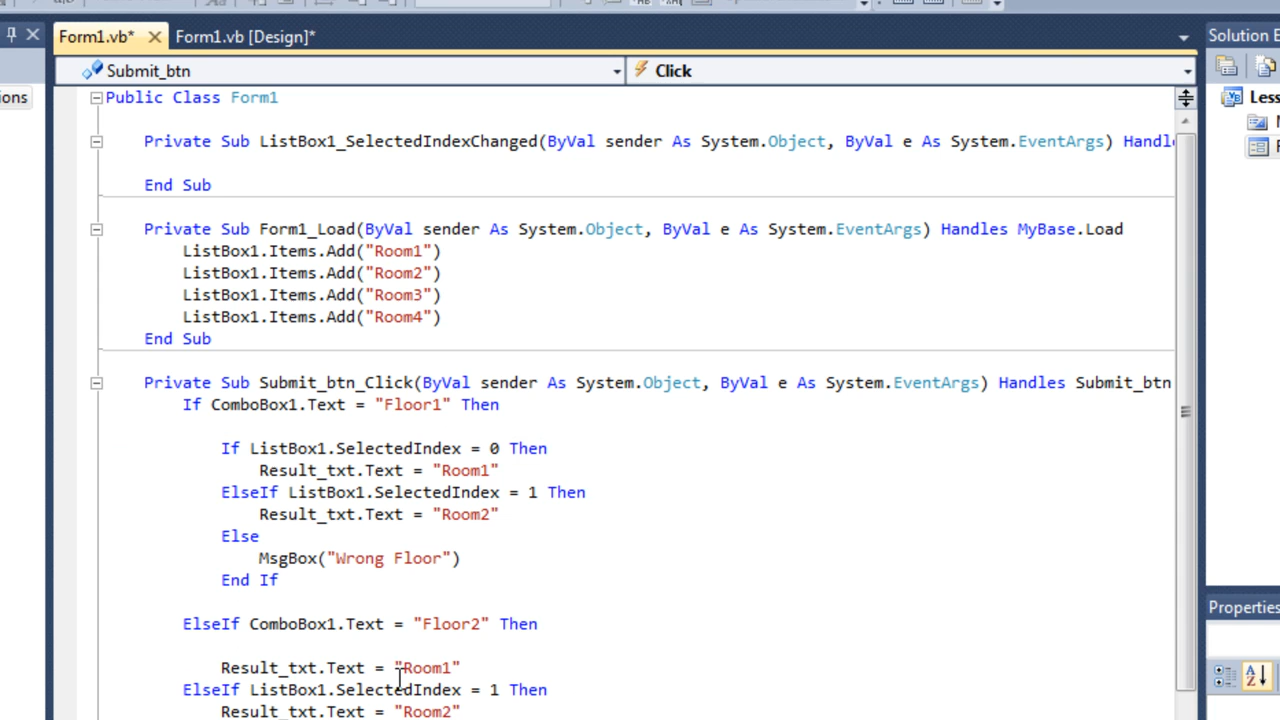 Form1.vb* Form1.vb [Design]* Solution E
Submit_btn Click
ions
Less
Public Class Form1
Private Sub ListBox1_SelectedIndexChanged(ByVal sender As System.Object, ByVal e As System.EventArgs) Handl
End Sub
Private Sub Form1_Load(ByVal sender As System.Object, ByVal e As System.EventArgs) Handles MyBase.Load
ListBox1.Items.Add("Room1")
ListBox1.Items.Add("Room2")
ListBox1.Items.Add("Room3")
ListBox1.Items.Add("Room4")
End Sub
Private Sub Submit_btn_Click(ByVal sender As System.Object, ByVal e As System.EventArgs) Handles Submit_btn
If ComboBox1.Text = "Floor1" Then
If ListBox1.SelectedIndex = 0 Then
Result_txt.Text = "Room1"
ElseIf ListBox1.SelectedIndex = 1 Then
Result_txt.Text = "Room2"
Else
MsgBox("Wrong Floor")
End If
ElseIf ComboBox1.Text = "Floor2" Then
Result_txt.Text = "Room1"
ElseIf ListBox1.SelectedIndex = 1 Then
Result_txt.Text = "Room2"
Properties